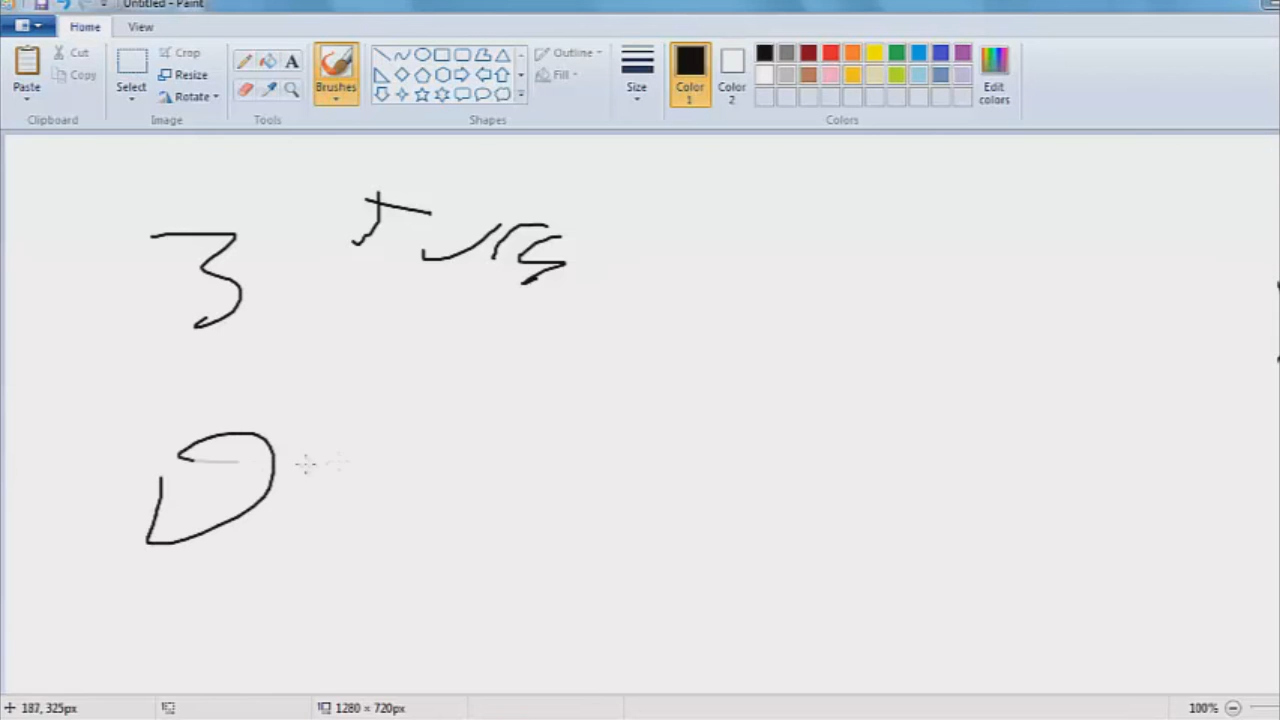 Untitled - Paint
Home View
Paste Cut Copy Select Crop Resize Rotate A Brushes Outline Fill Size Color 1 Color 2 Edit colors
Clipboard Image Tools Shapes Colors
3
D
187, 325px 1280 × 720px 100%